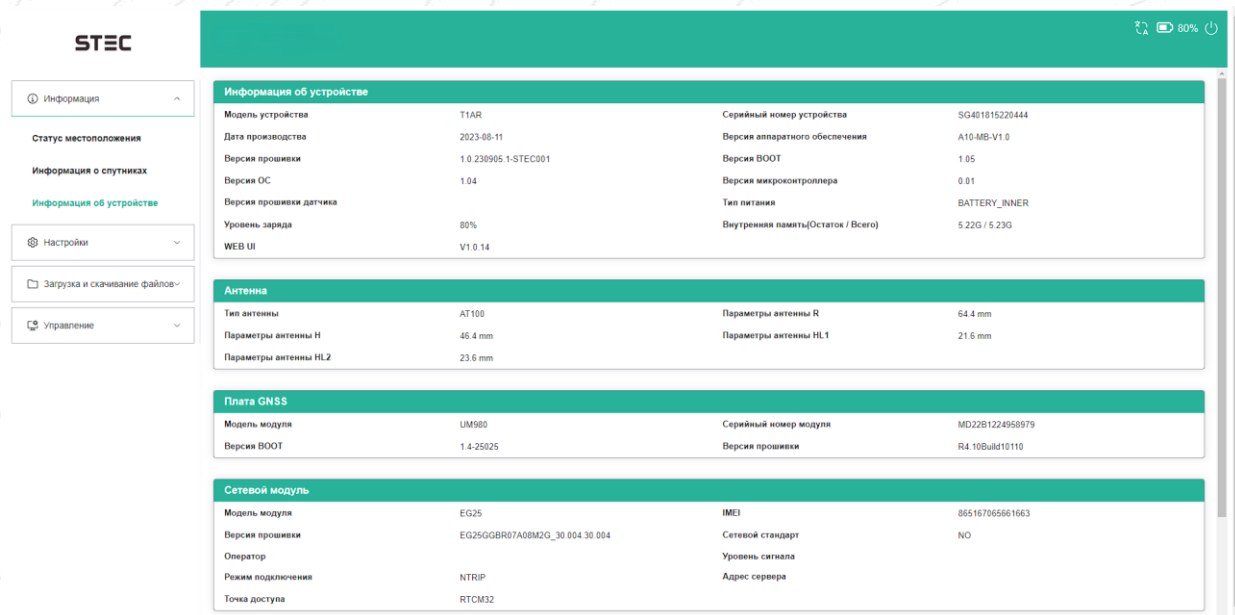 STEC
80%
Информация
Статус местоположения
Информация о спутниках
Информация об устройстве
Настройки
Загрузка и скачивание файлов
Управление
Информация об устройстве
Модель устройства T1AR Серийный номер устройства SG401815220444
Дата производства 2023-08-11 Версия аппаратного обеспечения A10-MB-V1.0
Версия прошивки 1.0.230905.1-STEC001 Версия BOOT 1.05
Версия ОС 1.04 Версия микроконтроллера 0.01
Версия прошивки датчика Тип питания BATTERY_INNER
Уровень заряда 80% Внутренняя память(Остаток / Всего) 5.22G / 5.23G
WEB UI V1.0.14
Антенна
Тип антенны AT100 Параметры антенны R 64.4 mm
Параметры антенны H 46.4 mm Параметры антенны HL1 21.6 mm
Параметры антенны HL2 23.6 mm
Плата GNSS
Модель модуля UM980 Серийный номер модуля MD22B1224958979
Версия BOOT 1.4-25025 Версия прошивки R4.10Build10110
Сетевой модуль
Модель модуля EG25 IMEI 865167065661663
Версия прошивки EG25GGBR07A08M2G_30.004.30.004 Сетевой стандарт NO
Оператор Уровень сигнала
Режим подключения NTRIP Адрес сервера
Точка доступа RTCM32